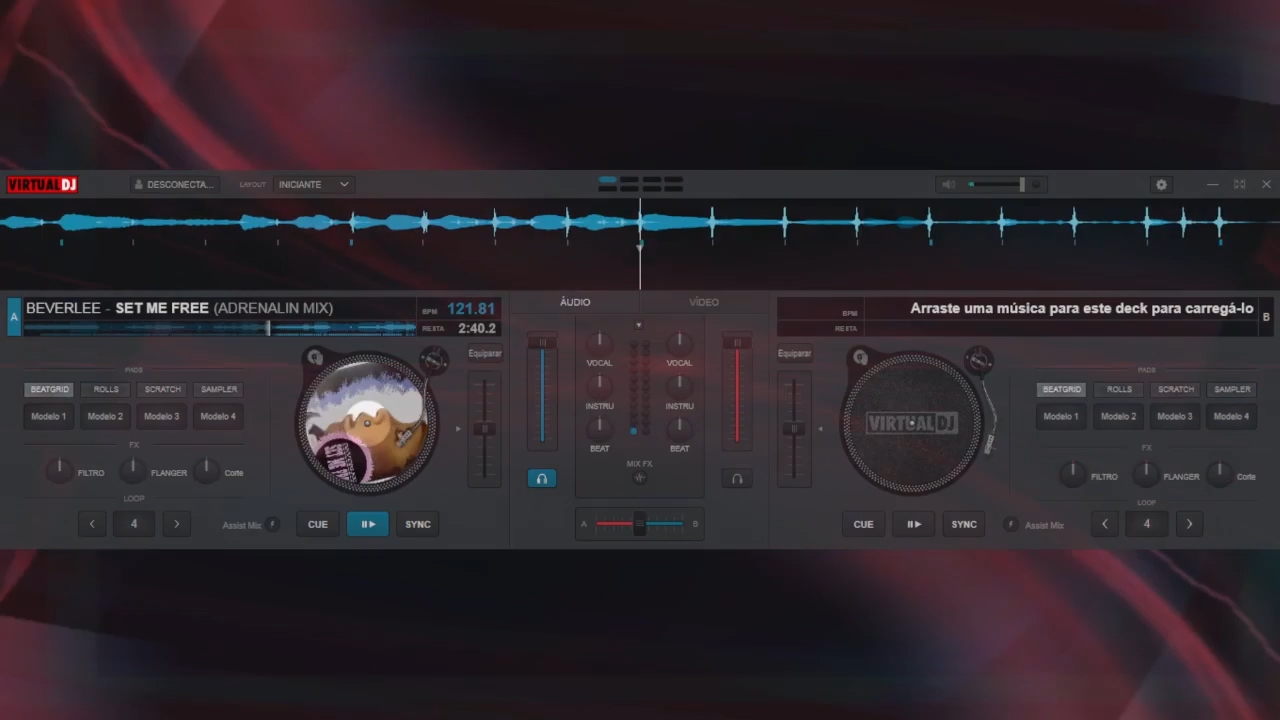 VIRTUAL DJ
DESCONECTA...
LAYOUT
INICIANTE
A
BEVERLEE - SET ME FREE (ADRENALIN MIX)
BPM 121.81
RESTA 2:40.2
ÁUDIO
VÍDEO
BPM
RESTA
Arraste uma música para este deck para carregá-lo
B
PADS
BEATGRID ROLLS SCRATCH SAMPLER
Modelo 1 Modelo 2 Modelo 3 Modelo 4
FX
FILTRO FLANGER Corte
LOOP
4
Assist Mix
CUE
SYNC
Equiparar
VOCAL VOCAL
INSTRU INSTRU
BEAT BEAT
MIX FX
A B
Equiparar
VIRTUAL DJ
CUE
SYNC
Assist Mix
PADS
BEATGRID ROLLS SCRATCH SAMPLER
Modelo 1 Modelo 2 Modelo 3 Modelo 4
FX
FILTRO FLANGER Corte
LOOP
4